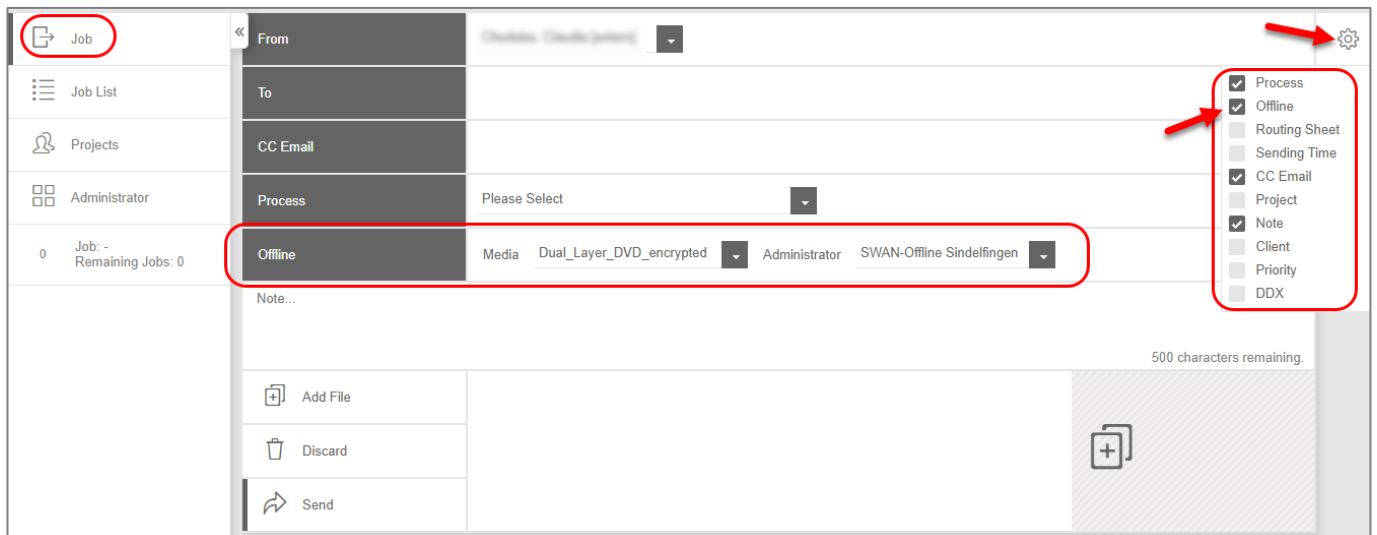 Job
Job List
Projects
Administrator
0 Job: -
Remaining Jobs: 0
«
From
To
CC Email
Process Please Select
Offline Media Dual_Layer_DVD_encrypted Administrator SWAN-Offline Sindelfingen
Note...
500 characters remaining.
Add File
Discard
Send
Process
Offline
Routing Sheet
Sending Time
CC Email
Project
Note
Client
Priority
DDX